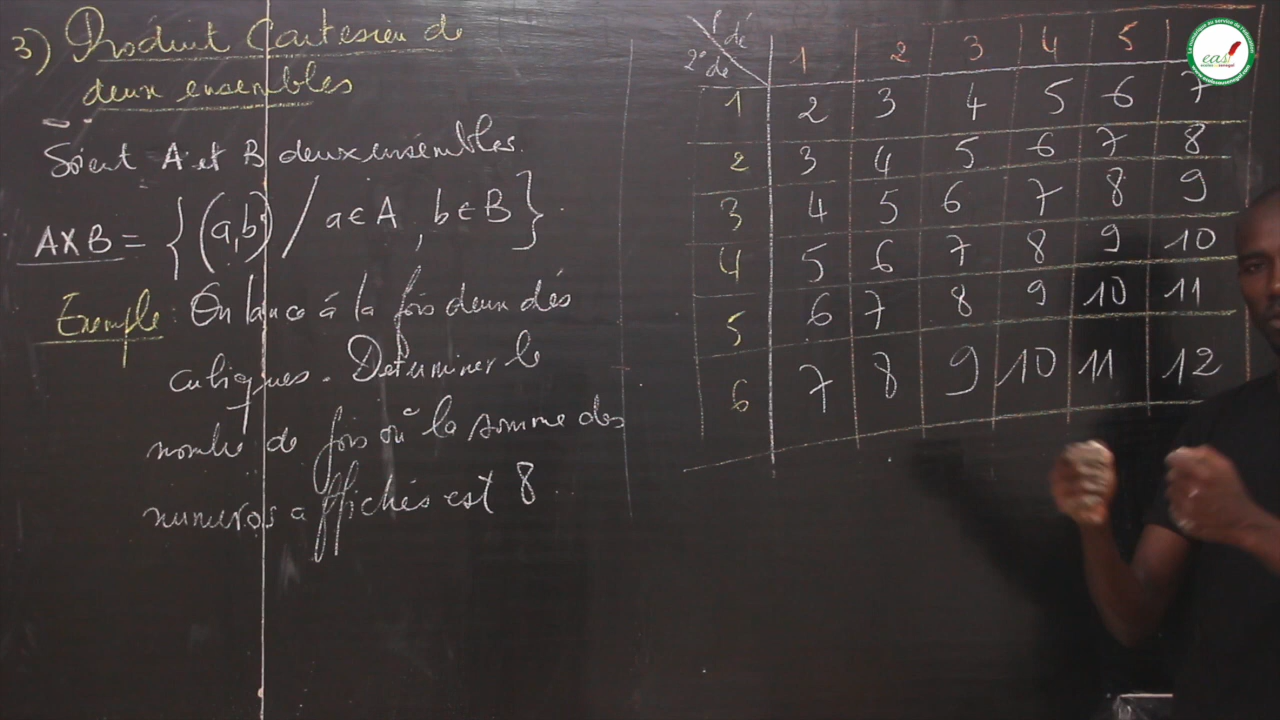 3) Produit Cartesien de
deux ensembles
Soient A et B deux ensembles.
A×B = {(a,b) / a∈A, b∈B}.
Exemple: On lance à la fois deux dés
cubiques. Determiner le
nombre de fois où la somme des
numeros affichés est 8
1° dé
2° dé
1 2 3 4 5
1 2 3 4 5 6 7
2 3 4 5 6 7 8
3 4 5 6 7 8 9
4 5 6 7 8 9 10
5 6 7 8 9 10 11
6 7 8 9 10 11 12
eas